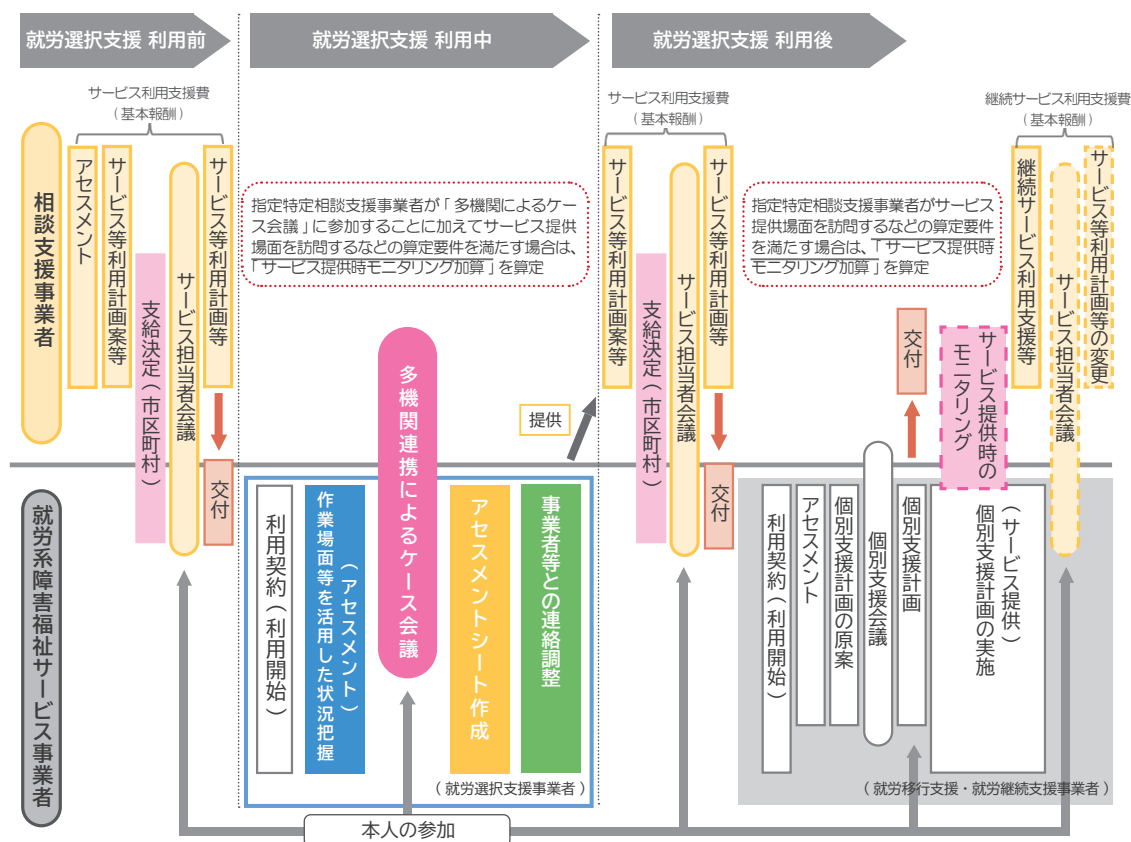 就労選択支援 利用前
就労選択支援 利用中
就労選択支援 利用後
サービス利用支援費
（基本報酬）
サービス利用支援費
（基本報酬）
継続サービス利用支援費
（基本報酬）
相談支援事業者
アセスメント
サービス等利用計画案等
支給決定（市区町村）
サービス担当者会議
サービス等利用計画等
交付
指定特定相談支援事業者が「多機関によるケー
ス会議」に参加することに加えてサービス提供
場面を訪問するなどの算定要件を満たす場合は、
「サービス提供時モニタリング加算」を算定
多機関連携によるケース会議
提供
サービス等利用計画案等
支給決定（市区町村）
サービス担当者会議
サービス等利用計画等
交付
指定特定相談支援事業者がサービス
提供場面を訪問するなどの算定要件
を満たす場合は、「サービス提供時
モニタリング加算」を算定
交付
サービス提供時の
モニタリング
継続サービス利用支援等
サービス担当者会議
サービス等利用計画等の変更
就労系障害福祉サービス事業者
利用契約（利用開始）
（アセスメント）
作業場面等を活用した状況把握
アセスメントシート作成
事業者等との連絡調整
（就労選択支援事業者）
利用契約（利用開始）
アセスメント
個別支援計画の原案
個別支援会議
個別支援計画
（サービス提供）
個別支援計画の実施
（就労移行支援・就労継続支援事業者）
本人の参加